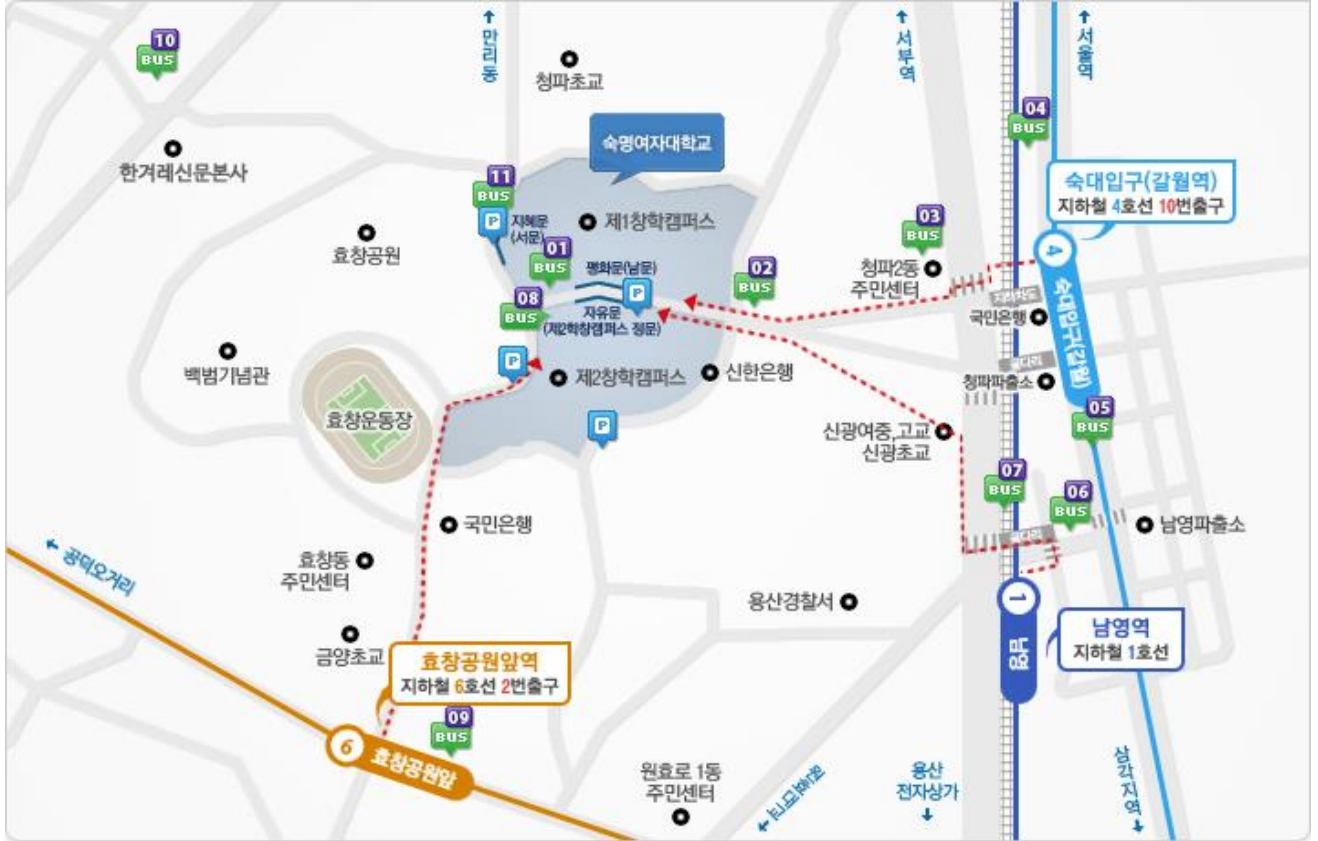 10
BUS
만리동
청파초교
서부역
서울역
04
BUS
숙명여자대학교
한겨레신문본사
11
BUS
P
지혜문
(서문)
제1창학캠퍼스
숙대입구(갈월역)
지하철 4호선 10번출구
03
BUS
효창공원
01
BUS
평화문(남문)
P
02
BUS
청파2동
주민센터
4
숙대입구(갈월)
지하차도
국민은행
08
BUS
자유문
(제2학창캠퍼스 정문)
백범기념관
P
제2창학캠퍼스
신한은행
청파파출소
05
BUS
효창운동장
P
신광여중,고교
신광초교
07
BUS
06
BUS
국민은행
남영파출소
공덕오거리
효창동
주민센터
용산경찰서
1
남영
남영역
지하철 1호선
금양초교
효창공원앞역
지하철 6호선 2번출구
09
BUS
6
효창공원앞
원효로 1동
주민센터
원효대교
용산
전자상가
삼각지역